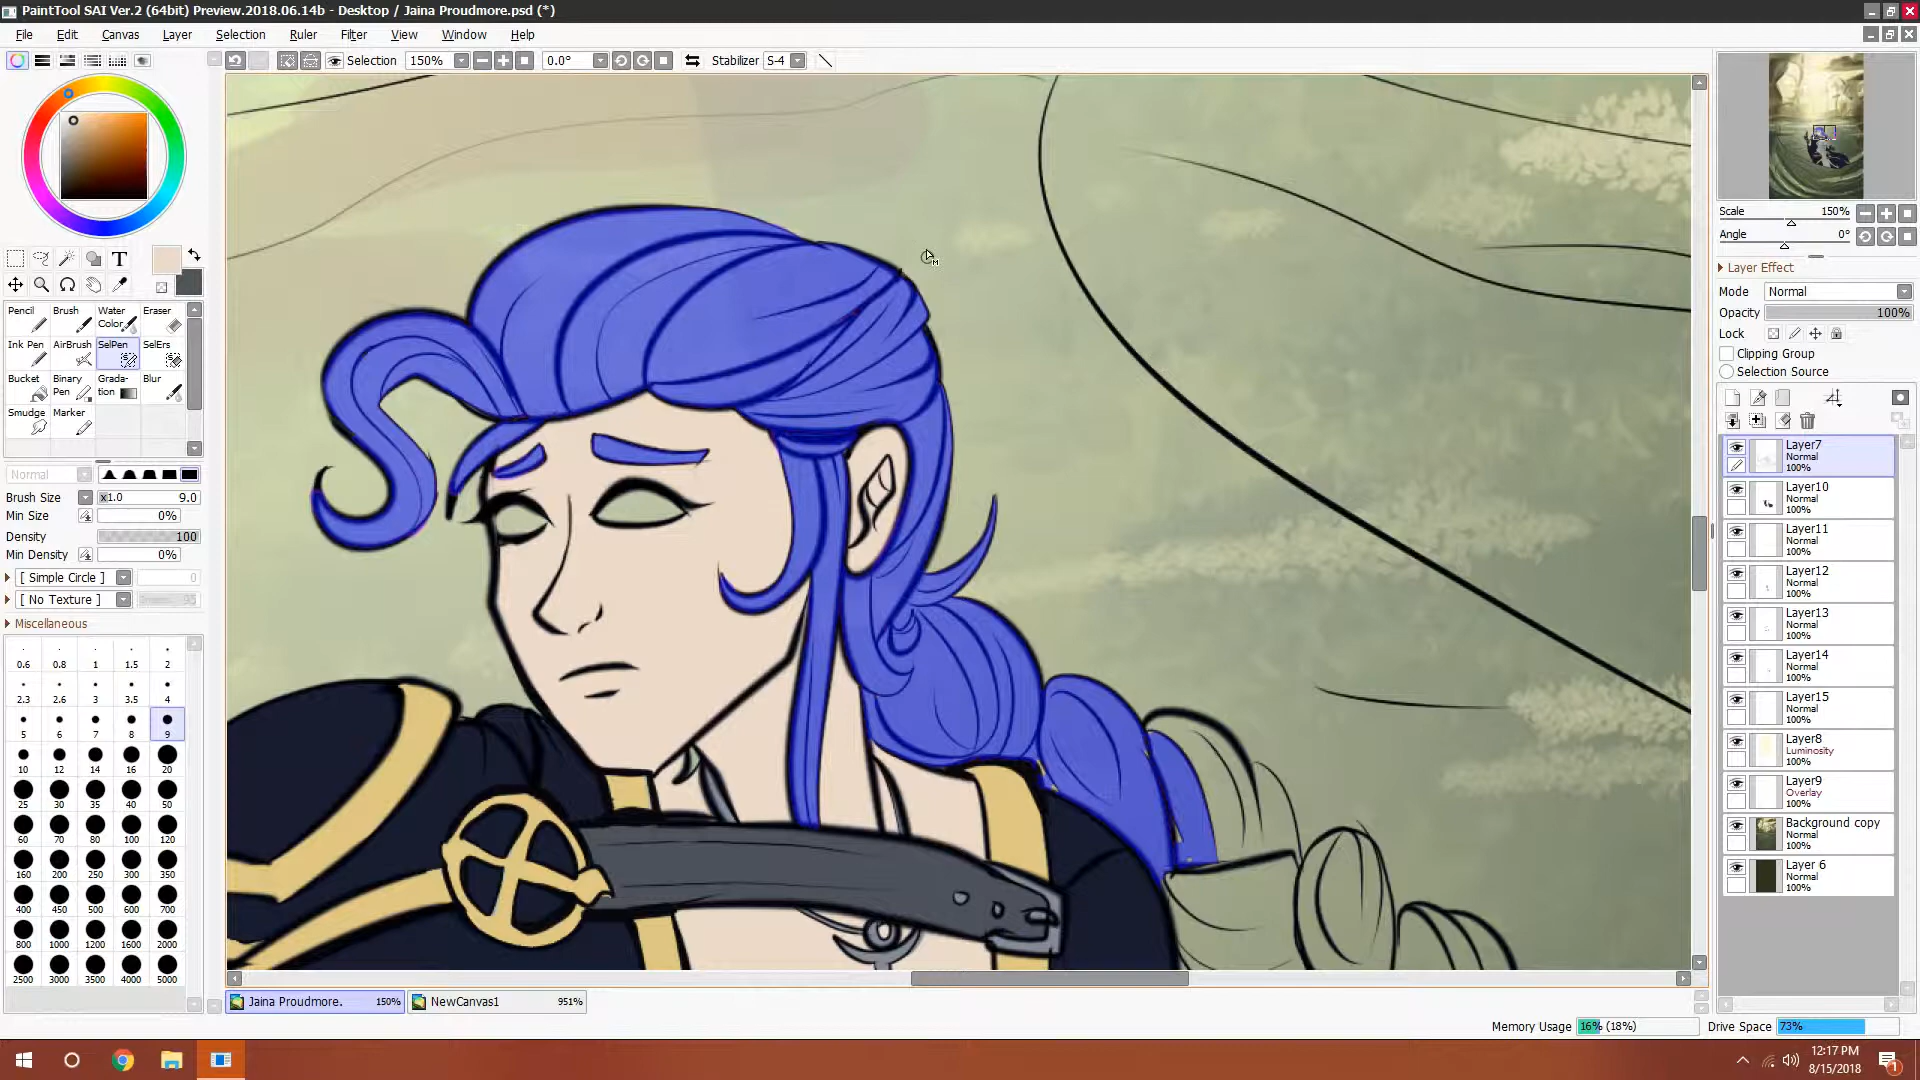 PaintTool SAI Ver.2 (64bit) Preview.2018.06.14b - Desktop / Jaina Proudmore.psd (*)
File Edit Canvas Layer Selection Ruler Filter View Window Help
Selection 150% 0.0° Stabilizer S-4
Scale 150%
Angle 0°
Layer Effect
Mode Normal
Opacity 100%
Lock
Clipping Group
Selection Source
T
Pencil Brush Water Color Eraser
Ink Pen AirBrush SelPen SelErs
Bucket Binary Pen Grada-tion Blur
Smudge Marker
Normal
Brush Size x1.0 9.0
Min Size 0%
Density 100
Min Density 0%
[ Simple Circle ] 0
[ No Texture ] 95
Miscellaneous
0.6 0.8 1 1.5 2
2.3 2.6 3 3.5 4
5 6 7 8 9
10 12 14 16 20
25 30 35 40 50
60 70 80 100 120
160 200 250 300 350
400 450 500 600 700
800 1000 1200 1600 2000
2500 3000 3500 4000 5000
Layer7
Normal
100%
Layer10
Normal
100%
Layer11
Normal
100%
Layer12
Normal
100%
Layer13
Normal
100%
Layer14
Normal
100%
Layer15
Normal
100%
Layer8
Luminosity
100%
Layer9
Overlay
100%
Background copy
Normal
100%
Layer 6
Normal
100%
Jaina Proudmore. 150% NewCanvas1 951%
Memory Usage 16% (18%) Drive Space 73%
12:17 PM
8/15/2018
1